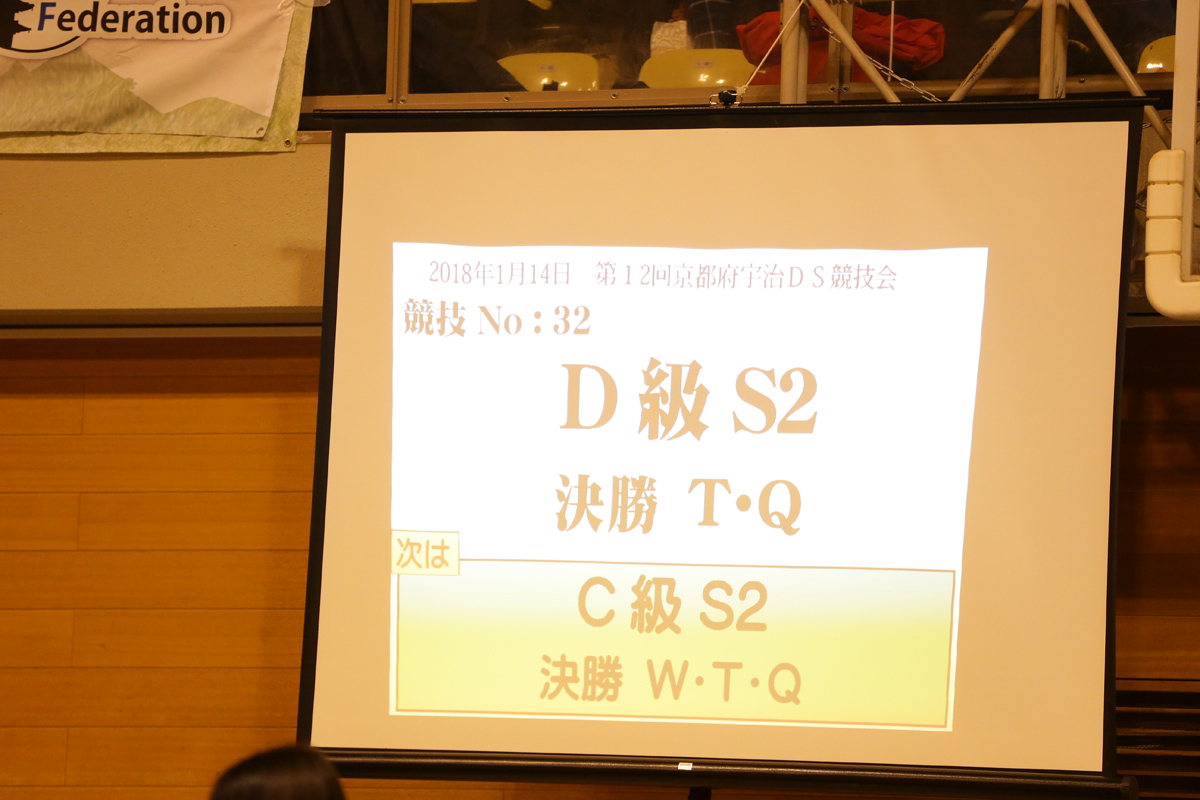 Federation
2018年1月14日　第12回京都府宇治DS競技会
競技 No : 32
D 級 S2
決勝 T・Q
次は
C 級 S2
決勝 W・T・Q